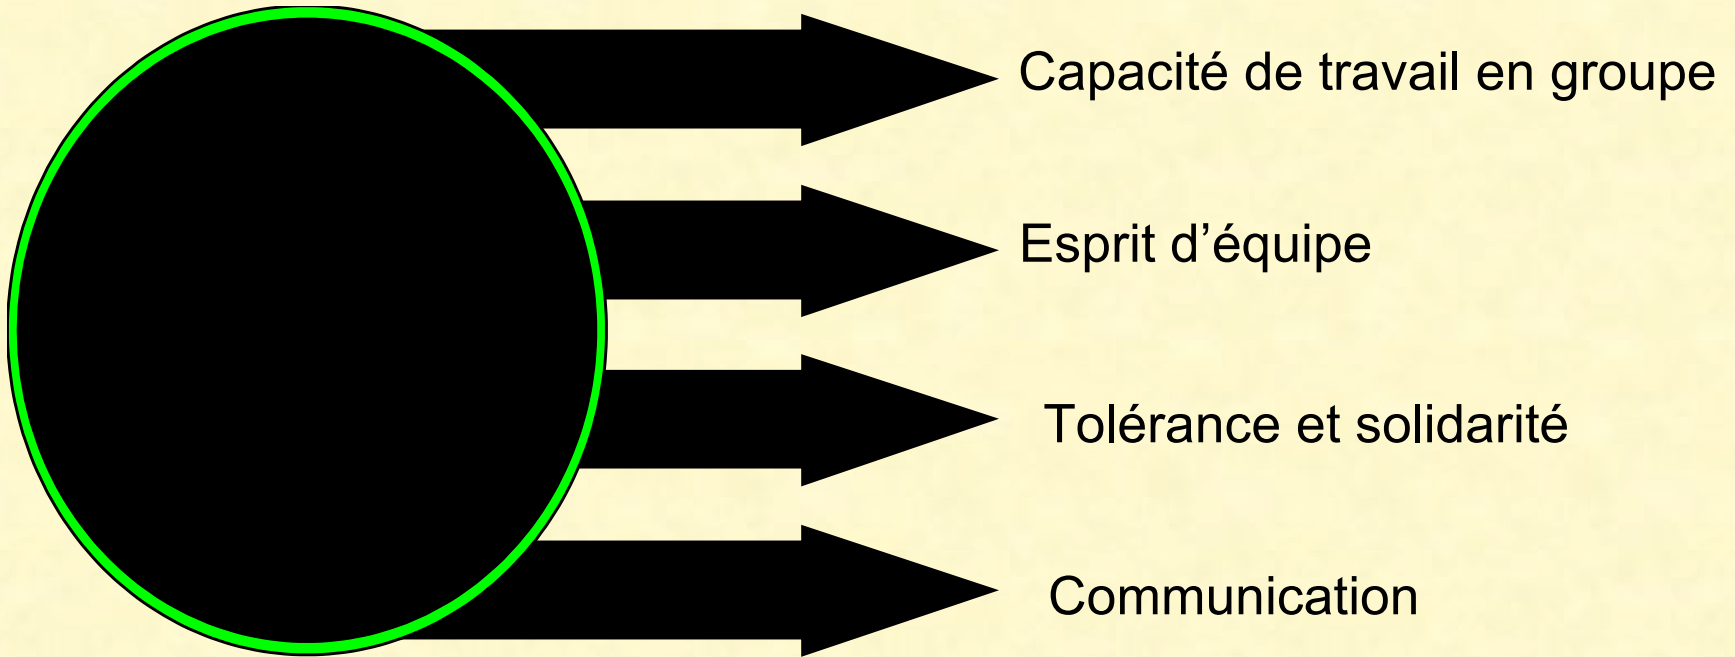 Capacité de travail en groupe
Esprit d’équipe
Tolérance et solidarité
Communication